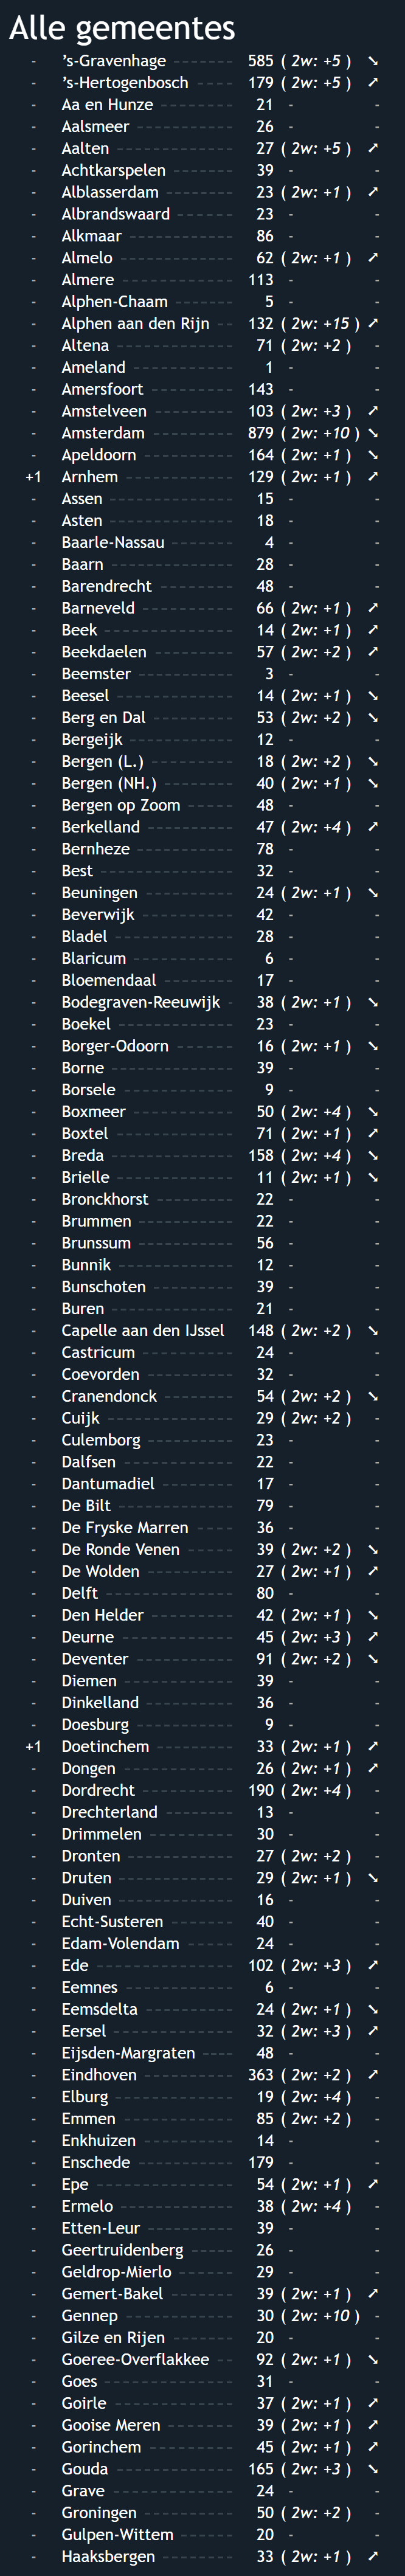 Alle gemeentes
- ’s-Gravenhage ------- 585 ( 2w: +5 ) ➘
- ’s-Hertogenbosch ----- 179 ( 2w: +5 ) ➚
- Aa en Hunze -------- 21 - -
- Aalsmeer ---------- 26 - -
- Aalten ------------ 27 ( 2w: +5 ) ➚
- Achtkarspelen ------- 39 - -
- Alblasserdam ------- 23 ( 2w: +1 ) ➚
- Albrandswaard ------ 23 - -
- Alkmaar ----------- 86 - -
- Almelo ------------ 62 ( 2w: +1 ) ➚
- Almere ----------- 113 - -
- Alphen-Chaam ------ 5 - -
- Alphen aan den Rijn -- 132 ( 2w: +15 ) ➚
- Altena ------------ 71 ( 2w: +2 ) -
- Ameland ---------- 1 - -
- Amersfoort --------- 143 - -
- Amstelveen -------- 103 ( 2w: +3 ) ➚
- Amsterdam -------- 879 ( 2w: +10 ) ➘
- Apeldoorn --------- 164 ( 2w: +1 ) ➘
+1 Arnhem ----------- 129 ( 2w: +1 ) ➚
- Assen ------------ 15 - -
- Asten ------------ 18 - -
- Baarle-Nassau ------- 4 - -
- Baarn ------------ 28 - -
- Barendrecht -------- 48 - -
- Barneveld --------- 66 ( 2w: +1 ) ➚
- Beek ------------- 14 ( 2w: +1 ) ➚
- Beekdaelen -------- 57 ( 2w: +2 ) ➚
- Beemster ---------- 3 - -
- Beesel ------------ 14 ( 2w: +1 ) ➘
- Berg en Dal -------- 53 ( 2w: +2 ) ➘
- Bergeijk ----------- 12 - -
- Bergen (L.) --------- 18 ( 2w: +2 ) ➘
- Bergen (NH.) ------- 40 ( 2w: +1 ) ➘
- Bergen op Zoom ----- 48 - -
- Berkelland --------- 47 ( 2w: +4 ) ➚
- Bernheze ---------- 78 - -
- Best ------------- 32 - -
- Beuningen --------- 24 ( 2w: +1 ) ➘
- Beverwijk ---------- 42 - -
- Bladel ------------ 28 - -
- Blaricum ---------- 6 - -
- Bloemendaal ------- 17 - -
- Bodegraven-Reeuwijk - 38 ( 2w: +1 ) ➘
- Boekel ------------ 23 - -
- Borger-Odoorn ------ 16 ( 2w: +1 ) ➘
- Borne ------------ 39 - -
- Borsele ----------- 9 - -
- Boxmeer ---------- 50 ( 2w: +4 ) ➘
- Boxtel ------------ 71 ( 2w: +1 ) ➚
- Breda ------------ 158 ( 2w: +4 ) ➘
- Brielle ------------ 11 ( 2w: +1 ) ➘
- Bronckhorst -------- 22 - -
- Brummen ---------- 22 - -
- Brunssum --------- 56 - -
- Bunnik ----------- 12 - -
- Bunschoten -------- 39 - -
- Buren ------------ 21 - -
- Capelle aan den IJssel 148 ( 2w: +2 ) ➘
- Castricum --------- 24 - -
- Coevorden --------- 32 - -
- Cranendonck ------- 54 ( 2w: +2 ) ➘
- Cuijk ------------- 29 ( 2w: +2 ) -
- Culemborg --------- 23 - -
- Dalfsen ----------- 22 - -
- Dantumadiel ------- 17 - -
- De Bilt ------------ 79 - -
- De Fryske Marren ---- 36 - -
- De Ronde Venen ----- 39 ( 2w: +2 ) ➘
- De Wolden --------- 27 ( 2w: +1 ) ➚
- Delft ------------- 80 - -
- Den Helder --------- 42 ( 2w: +1 ) ➘
- Deurne ----------- 45 ( 2w: +3 ) ➚
- Deventer ---------- 91 ( 2w: +2 ) ➘
- Diemen ----------- 39 - -
- Dinkelland --------- 36 - -
- Doesburg ---------- 9 - -
+1 Doetinchem -------- 33 ( 2w: +1 ) ➚
- Dongen ----------- 26 ( 2w: +1 ) ➚
- Dordrecht --------- 190 ( 2w: +4 ) -
- Drechterland ------- 13 - -
- Drimmelen --------- 30 - -
- Dronten ----------- 27 ( 2w: +2 ) -
- Druten ------------ 29 ( 2w: +1 ) ➘
- Duiven ----------- 16 - -
- Echt-Susteren ------- 40 - -
- Edam-Volendam ----- 24 - -
- Ede -------------- 102 ( 2w: +3 ) ➚
- Eemnes ----------- 6 - -
- Eemsdelta --------- 24 ( 2w: +1 ) ➘
- Eersel ------------ 32 ( 2w: +3 ) ➚
- Eijsden-Margraten ---- 48 - -
- Eindhoven --------- 363 ( 2w: +2 ) ➚
- Elburg ------------ 19 ( 2w: +4 ) -
- Emmen ----------- 85 ( 2w: +2 ) -
- Enkhuizen --------- 14 - -
- Enschede ---------- 179 - -
- Epe -------------- 54 ( 2w: +1 ) ➚
- Ermelo ----------- 38 ( 2w: +4 ) -
- Etten-Leur --------- 39 - -
- Geertruidenberg ----- 26 - -
- Geldrop-Mierlo ------ 29 - -
- Gemert-Bakel ------- 39 ( 2w: +1 ) ➚
- Gennep ----------- 30 ( 2w: +10 ) -
- Gilze en Rijen ------- 20 - -
- Goeree-Overflakkee -- 92 ( 2w: +1 ) ➘
- Goes ------------- 31 - -
- Goirle ------------ 37 ( 2w: +1 ) ➚
- Gooise Meren ------- 39 ( 2w: +1 ) ➚
- Gorinchem --------- 45 ( 2w: +1 ) ➚
- Gouda ------------ 165 ( 2w: +3 ) ➘
- Grave ------------ 24 - -
- Groningen --------- 50 ( 2w: +2 ) -
- Gulpen-Wittem ------ 20 - -
- Haaksbergen ------- 33 ( 2w: +1 ) ➚